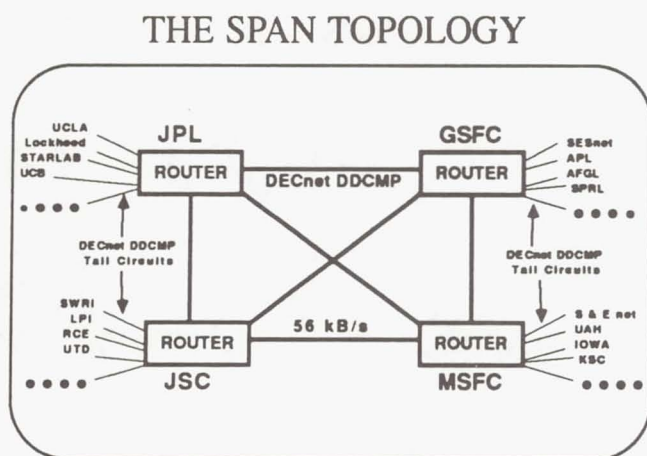 THE SPAN TOPOLOGY
UCLA
Lockheed
STARLAB
UCB
JPL
ROUTER
DECnet DDCMP
GSFC
ROUTER
SESnet
APL
AFGL
SPRL
DECnet DDCMP
Tail Circuits
DECnet DDCMP
Tail Circuits
SWRI
LPI
RCE
UTD
ROUTER
JSC
56 kB/s
ROUTER
MSFC
S & E net
UAH
IOWA
KSC